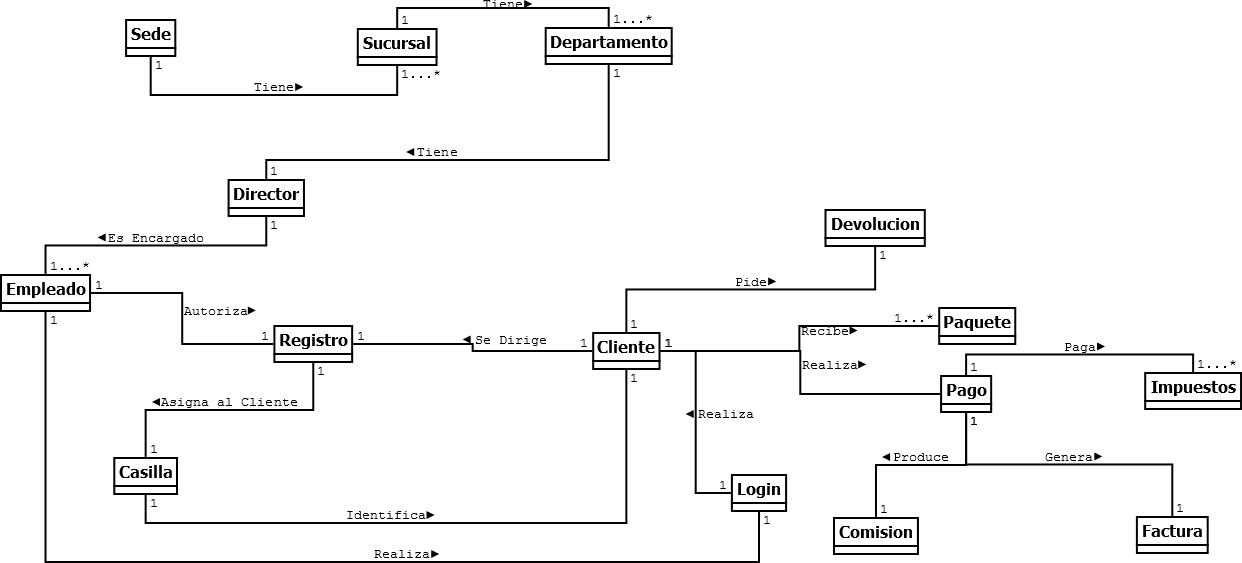 Tiene►
1
1...*
Sede
Sucursal
Departamento
1
1...*
1
Tiene►
◄Tiene
1
Director
1
Devolucion
◄Es Encargado
1
1...*
Empleado
1
Pide►
1
Autoriza►
1
1...*
Paquete
1
Registro
1
◄Se Dirige
1
Cliente
1
Recibe►
Paga►
1
Realiza►
1
1...*
1
Pago
Impuestos
◄Asigna al Cliente
◄Realiza
1
1
Casilla
◄Produce
Genera►
1
1
Login
1
Identifica►
1
1
1
Comision
Factura
Realiza►